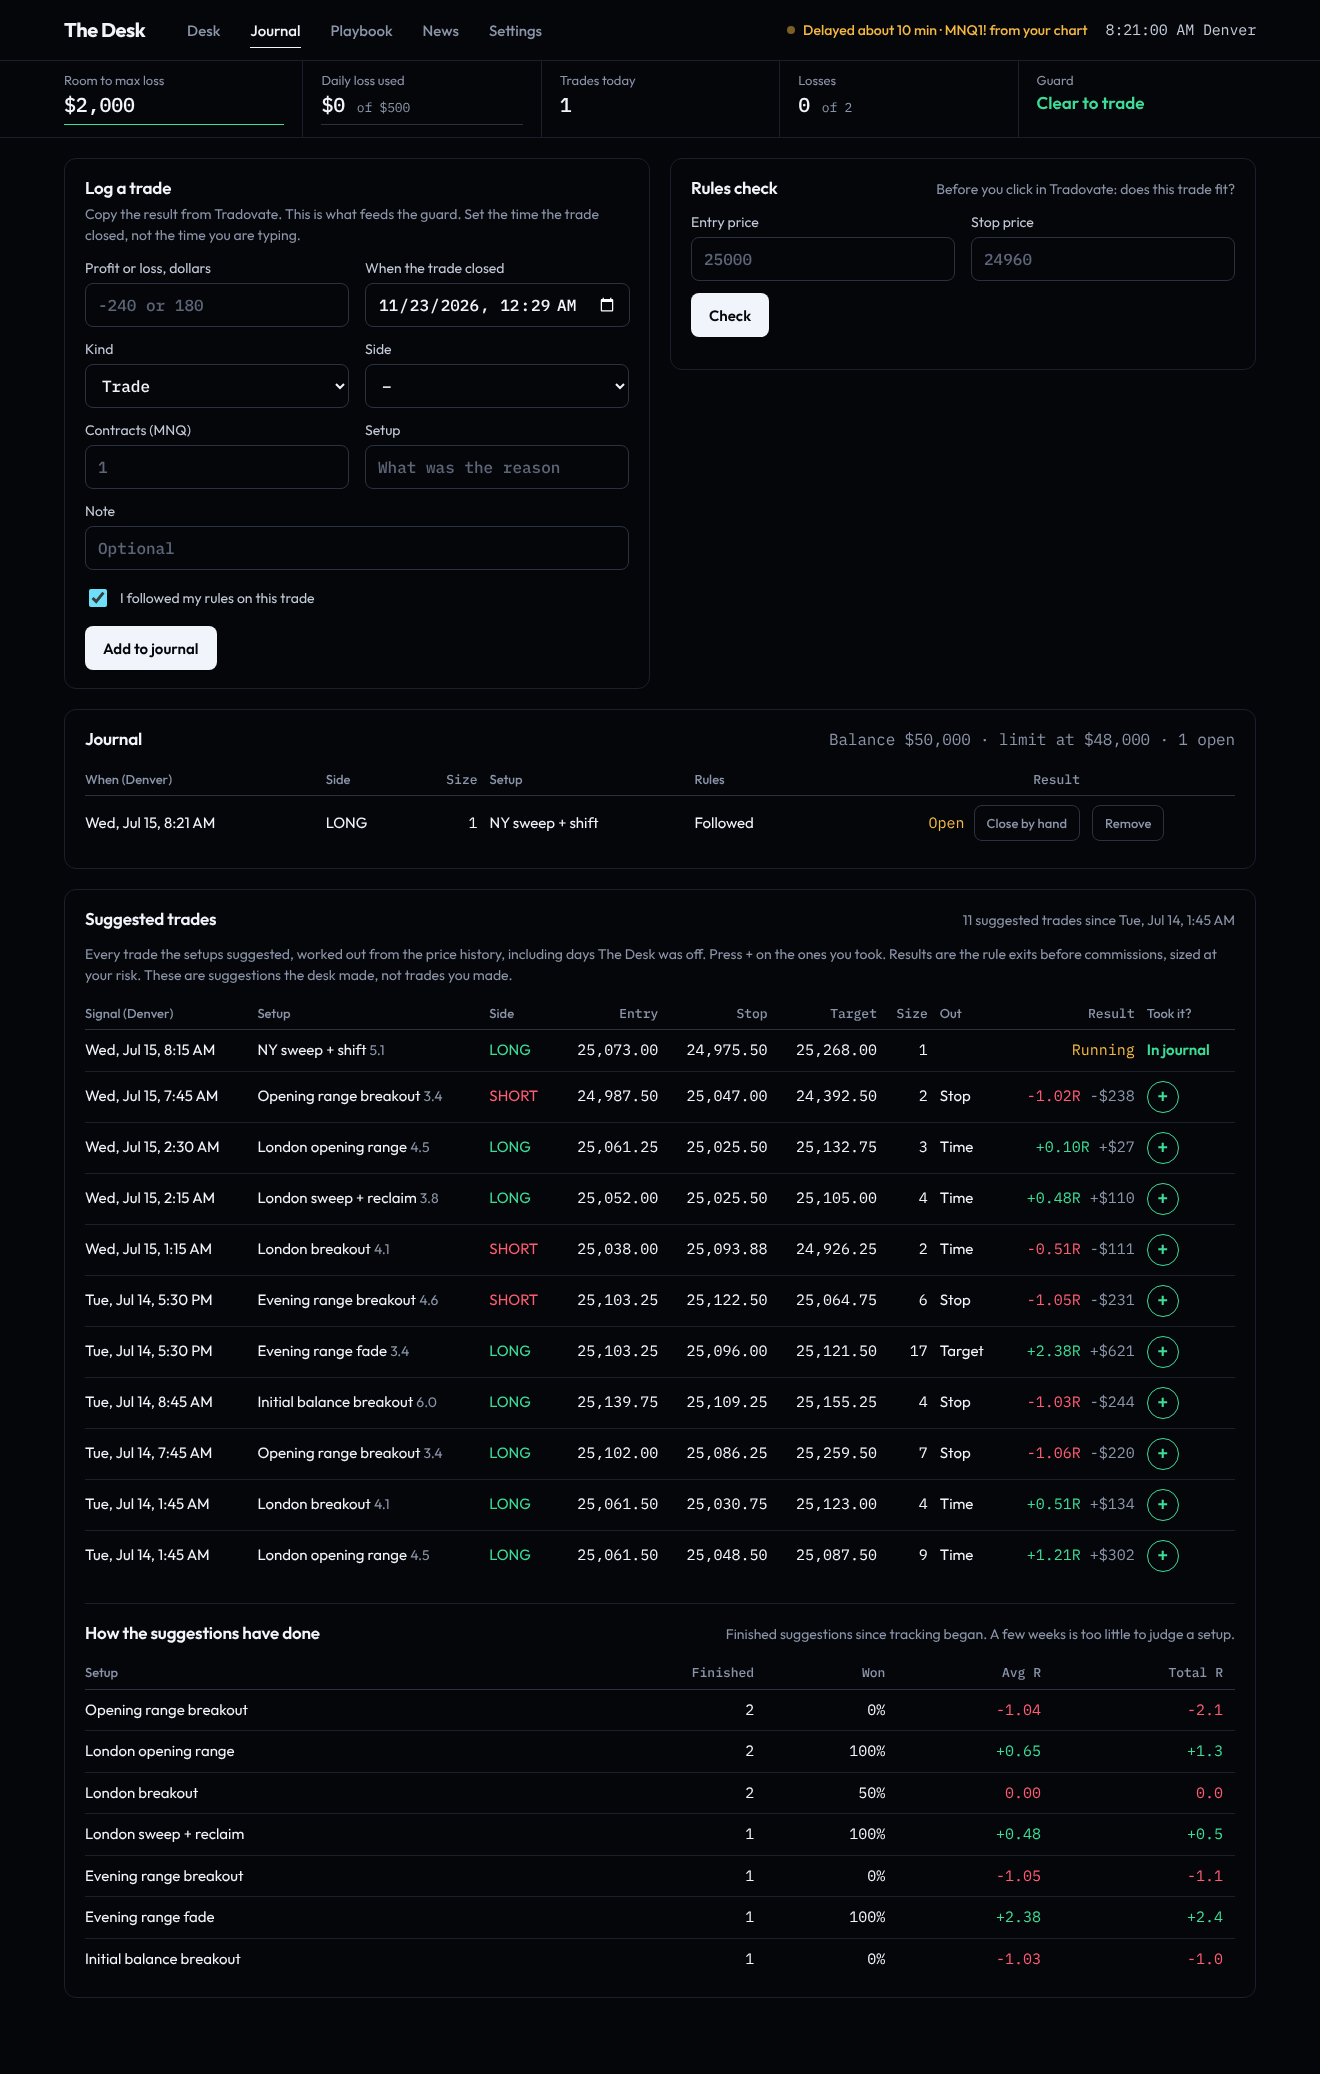 The Desk Desk Journal Playbook News Settings Delayed about 10 min · MNQ1! from your chart 8:21:00 AM Denver
Room to max loss Daily loss used Trades today Losses Guard
$2,000 $0 of $500 1 0 of 2 Clear to trade
Log a trade
Copy the result from Tradovate. This is what feeds the guard. Set the time the trade
closed, not the time you are typing.
Profit or loss, dollars When the trade closed
-240 or 180 11/23/2026, 12:29 AM
Kind Side
Trade –
Contracts (MNQ) Setup
1 What was the reason
Note
Optional
I followed my rules on this trade
Add to journal
Rules check Before you click in Tradovate: does this trade fit?
Entry price Stop price
25000 24960
Check
Journal Balance $50,000 · limit at $48,000 · 1 open
When (Denver) Side Size Setup Rules Result
Wed, Jul 15, 8:21 AM LONG 1 NY sweep + shift Followed Open Close by hand Remove
Suggested trades 11 suggested trades since Tue, Jul 14, 1:45 AM
Every trade the setups suggested, worked out from the price history, including days The Desk was off. Press + on the ones you took. Results are the rule exits before commissions, sized at
your risk. These are suggestions the desk made, not trades you made.
Signal (Denver) Setup Side Entry Stop Target Size Out Result Took it?
Wed, Jul 15, 8:15 AM NY sweep + shift 5.1 LONG 25,073.00 24,975.50 25,268.00 1 Running In journal
Wed, Jul 15, 7:45 AM Opening range breakout 3.4 SHORT 24,987.50 25,047.00 24,392.50 2 Stop -1.02R -$238 +
Wed, Jul 15, 2:30 AM London opening range 4.5 LONG 25,061.25 25,025.50 25,132.75 3 Time +0.10R +$27 +
Wed, Jul 15, 2:15 AM London sweep + reclaim 3.8 LONG 25,052.00 25,025.50 25,105.00 4 Time +0.48R +$110 +
Wed, Jul 15, 1:15 AM London breakout 4.1 SHORT 25,038.00 25,093.88 24,926.25 2 Time -0.51R -$111 +
Tue, Jul 14, 5:30 PM Evening range breakout 4.6 SHORT 25,103.25 25,122.50 25,064.75 6 Stop -1.05R -$231 +
Tue, Jul 14, 5:30 PM Evening range fade 3.4 LONG 25,103.25 25,096.00 25,121.50 17 Target +2.38R +$621 +
Tue, Jul 14, 8:45 AM Initial balance breakout 6.0 LONG 25,139.75 25,109.25 25,155.25 4 Stop -1.03R -$244 +
Tue, Jul 14, 7:45 AM Opening range breakout 3.4 LONG 25,102.00 25,086.25 25,259.50 7 Stop -1.06R -$220 +
Tue, Jul 14, 1:45 AM London breakout 4.1 LONG 25,061.50 25,030.75 25,123.00 4 Time +0.51R +$134 +
Tue, Jul 14, 1:45 AM London opening range 4.5 LONG 25,061.50 25,048.50 25,087.50 9 Time +1.21R +$302 +
How the suggestions have done Finished suggestions since tracking began. A few weeks is too little to judge a setup.
Setup Finished Won Avg R Total R
Opening range breakout 2 0% -1.04 -2.1
London opening range 2 100% +0.65 +1.3
London breakout 2 50% 0.00 0.0
London sweep + reclaim 1 100% +0.48 +0.5
Evening range breakout 1 0% -1.05 -1.1
Evening range fade 1 100% +2.38 +2.4
Initial balance breakout 1 0% -1.03 -1.0